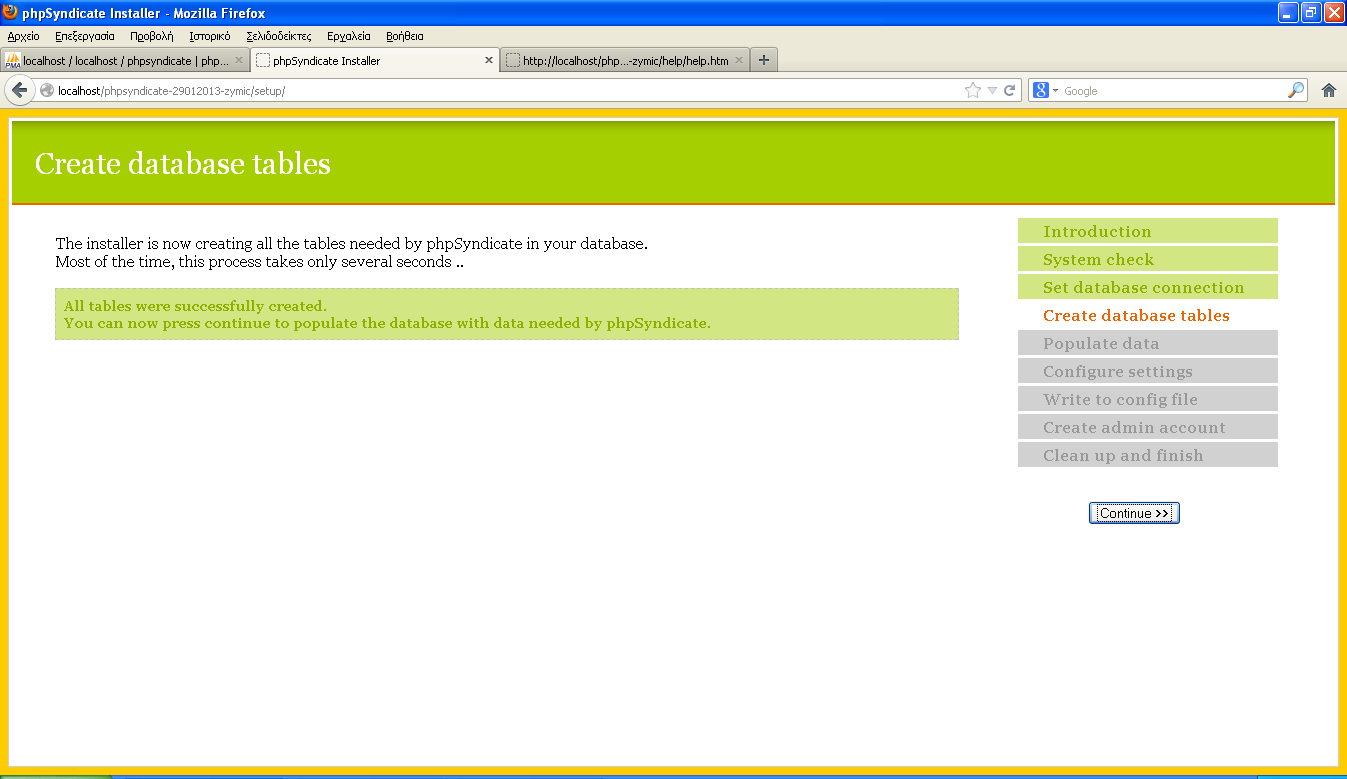 phpSyndicate Installer - Mozilla Firefox
Αρχείο Επεξεργασία Προβολή Ιστορικό Σελιδοδείκτες Εργαλεία Βοήθεια
PMA localhost / localhost / phpsyndicate | php... phpSyndicate Installer http://localhost/php...-zymic/help/help.htm
localhost/phpsyndicate-29012013-zymic/setup/ 8 Google
Create database tables
The installer is now creating all the tables needed by phpSyndicate in your database.
Most of the time, this process takes only several seconds ..
All tables were successfully created.
You can now press continue to populate the database with data needed by phpSyndicate.
Introduction
System check
Set database connection
Create database tables
Populate data
Configure settings
Write to config file
Create admin account
Clean up and finish
Continue >>